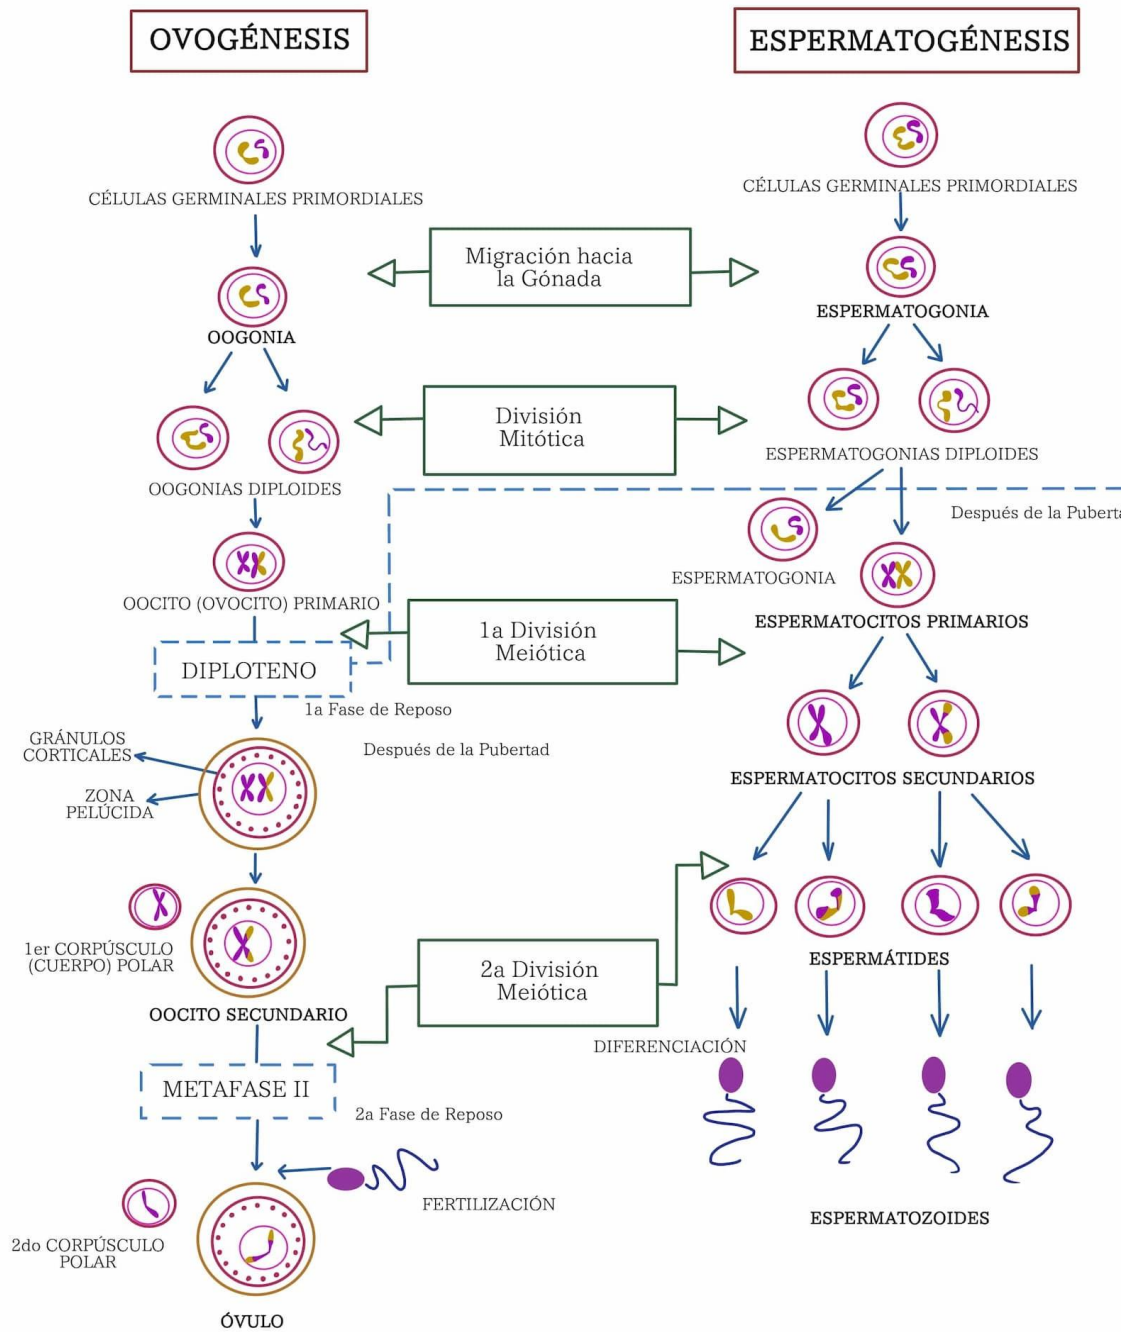 OVOGÉNESIS
ESPERMATOGÉNESIS
CÉLULAS GERMINALES PRIMORDIALES
CÉLULAS GERMINALES PRIMORDIALES
Migración hacia
la Gónada
OOGONIA
ESPERMATOGONIA
División
Mitótica
OOGONIAS DIPLOIDES
ESPERMATOGONIAS DIPLOIDES
Después de la Puberta
ESPERMATOGONIA
OOCITO (OVOCITO) PRIMARIO
ESPERMATOCITOS PRIMARIOS
1a División
Meiótica
DIPLOTENO
1a Fase de Reposo
Después de la Pubertad
GRÁNULOS
CORTICALES
ZONA
PELÚCIDA
ESPERMATOCITOS SECUNDARIOS
1er CORPÚSCULO
(CUERPO) POLAR
OOCITO SECUNDARIO
2a División
Meiótica
ESPERMÁTIDES
DIFERENCIACIÓN
METAFASE II
2a Fase de Reposo
FERTILIZACIÓN
ESPERMATOZOIDES
2do CORPÚSCULO
POLAR
ÓVULO